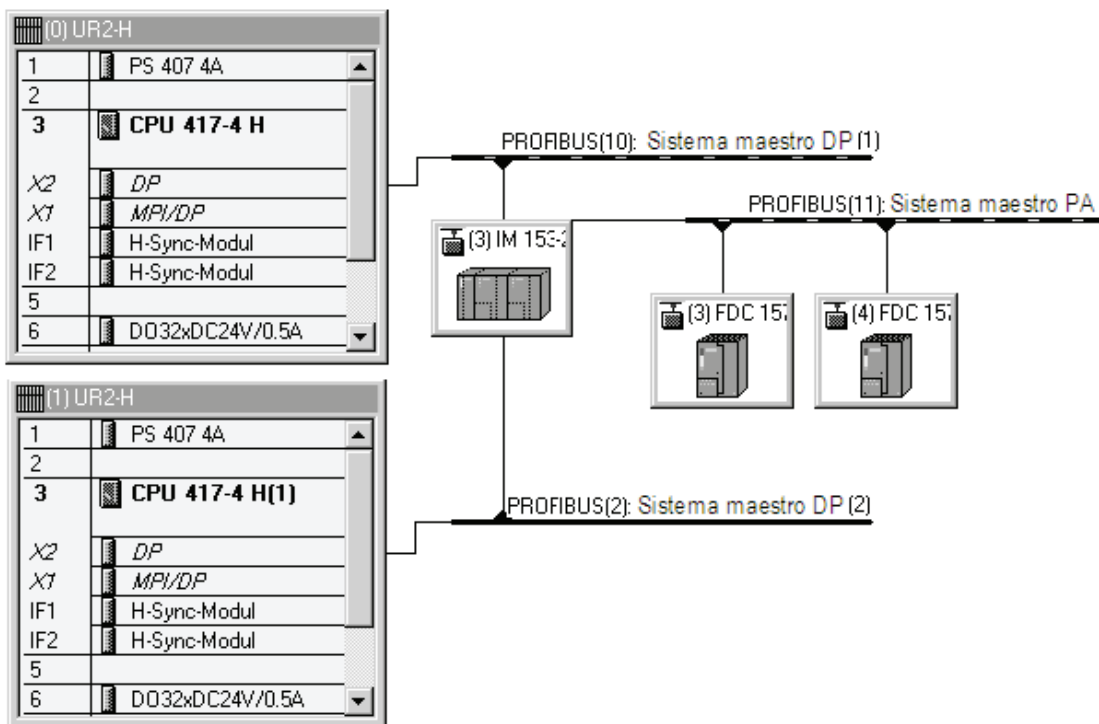 (0) UR2-H
1 PS 407 4A
2
3 CPU 417-4 H
X2 DP
X1 MPI/DP
IF1 H-Sync-Modul
IF2 H-Sync-Modul
5
6 DO32xDC24V/0.5A
PROFIBUS(10): Sistema maestro DP (1)
PROFIBUS(11): Sistema maestro PA
(3) IM 153-2
(3) FDC 157
(4) FDC 157
(1) UR2-H
1 PS 407 4A
2
3 CPU 417-4 H(1)
X2 DP
X1 MPI/DP
IF1 H-Sync-Modul
IF2 H-Sync-Modul
5
6 DO32xDC24V/0.5A
PROFIBUS(2): Sistema maestro DP (2)